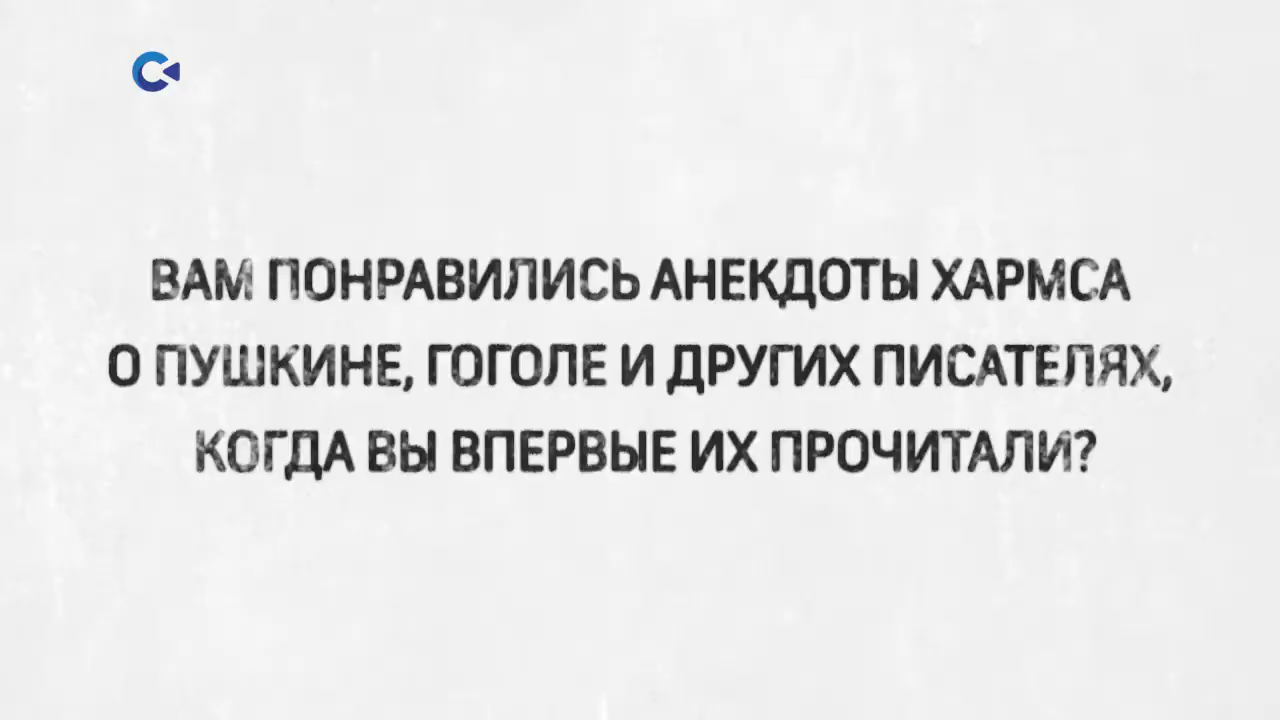 ВАМ ПОНРАВИЛИСЬ АНЕКДОТЫ ХАРМСА
О ПУШКИНЕ, ГОГОЛЕ И ДРУГИХ ПИСАТЕЛЯХ,
КОГДА ВЫ ВПЕРВЫЕ ИХ ПРОЧИТАЛИ?